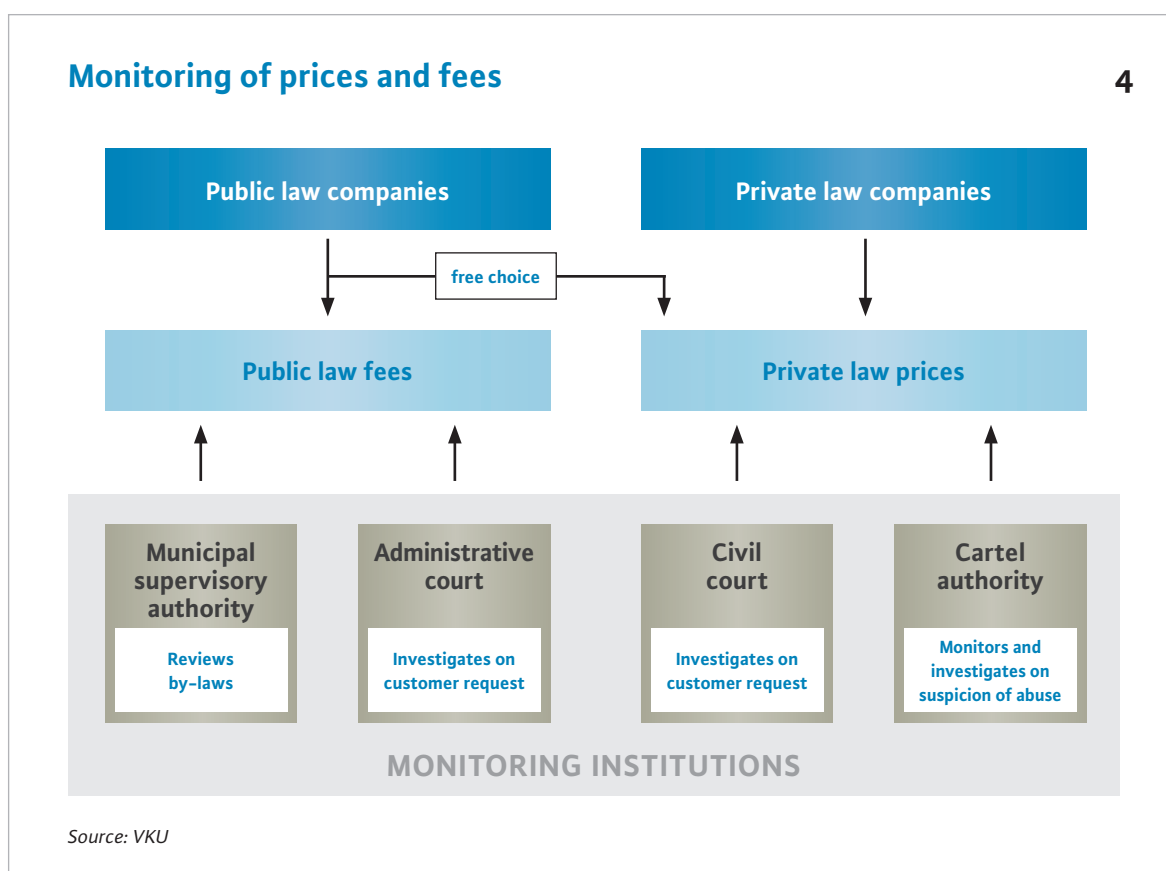 Monitoring of prices and fees
4
Public law companies
Private law companies
free choice
Public law fees
Private law prices
Municipal
supervisory
authority
Reviews
by-laws
Administrative
court
Investigates on
customer request
Civil
court
Investigates on
customer request
Cartel
authority
Monitors and
investigates on
suspicion of abuse
MONITORING INSTITUTIONS
Source: VKU